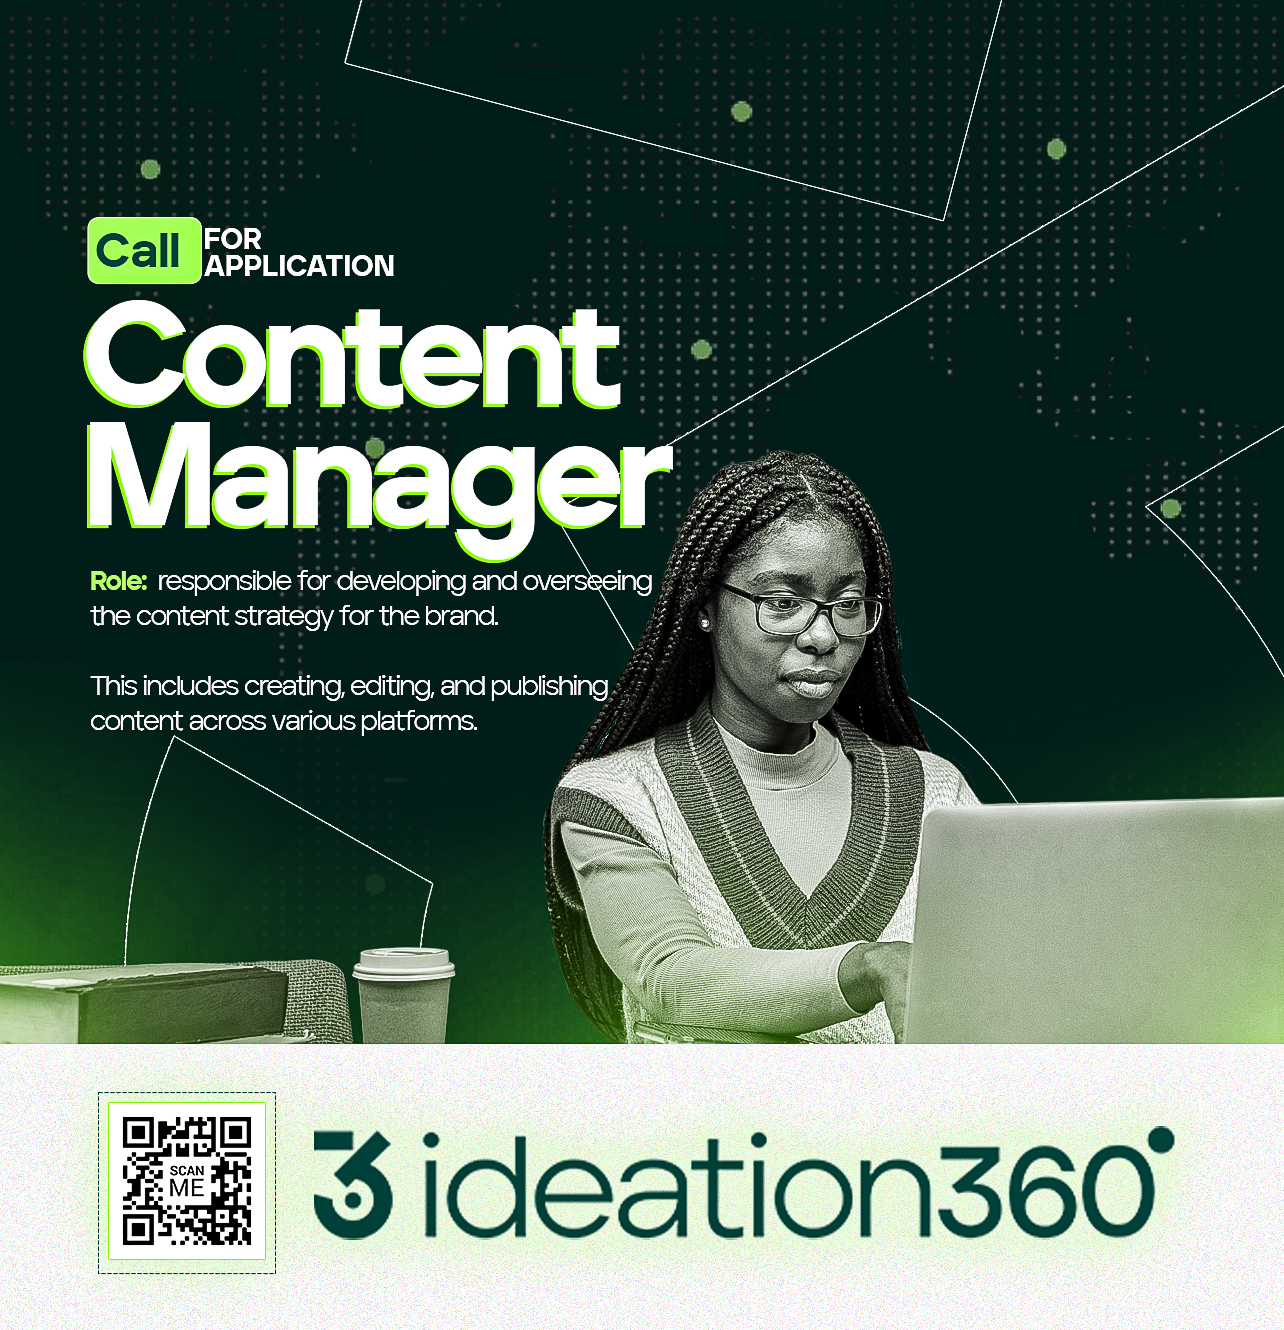 Call FOR
APPLICATION
Content
Manager
Role: responsible for developing and overseeing
the content strategy for the brand.
This includes creating, editing, and publishing
content across various platforms.
SCAN
ME
ideation360